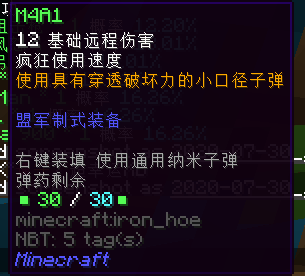 M4A1
12 基础远程伤害
疯狂使用速度
使用具有穿透破坏力的小口径子弹
盟军制式装备
右键装填 使用通用纳米子弹
弹药剩余
▪ 30 / 30 ▪
minecraft:iron_hoe
NBT: 5 tag(s)
Minecraft